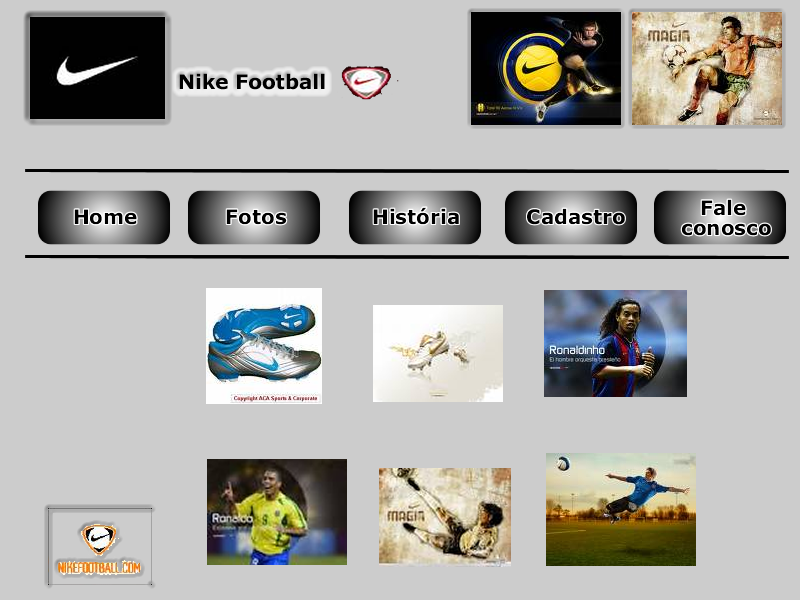 MAGIA
Nike Football
Home
Fotos
História
Cadastro
Fale
conosco
Copyright ACA Sports & Corporate
Ronaldinho
El hombre orquesta brasileño
Ronaldo
MAGIA
NIKEFOOTBALL.COM